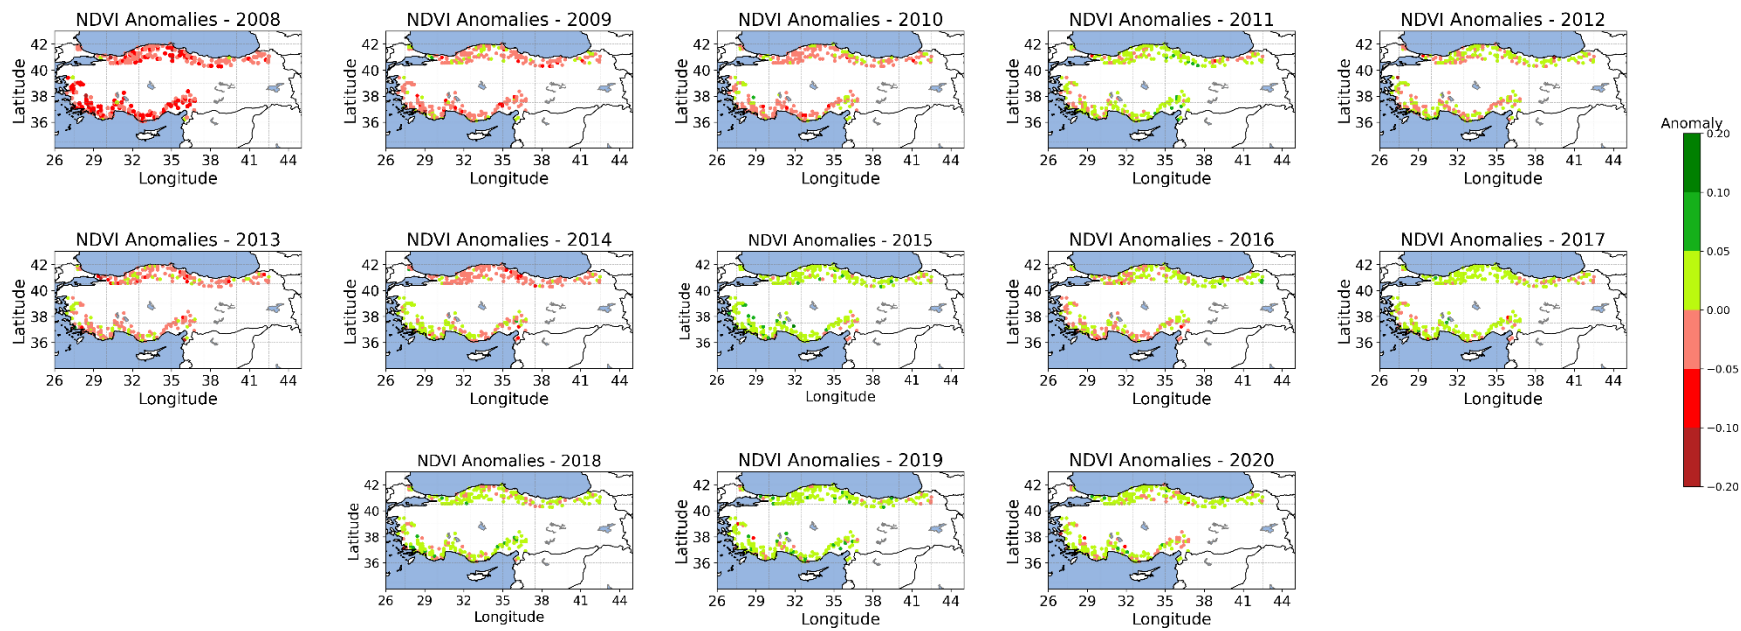 NDVI Anomalies - 2008
NDVI Anomalies - 2009
NDVI Anomalies - 2010
NDVI Anomalies - 2011
NDVI Anomalies - 2012
42
40
38
36
Latitude
26 29 32 35 38 41 44
Longitude
42
40
38
36
Latitude
26 29 32 35 38 41 44
Longitude
42
40
38
36
Latitude
26 29 32 35 38 41 44
Longitude
42
40
38
36
Latitude
26 29 32 35 38 41 44
Longitude
42
40
38
36
Latitude
26 29 32 35 38 41 44
Longitude
Anomaly
0.20
0.10
0.05
0.00
−0.05
−0.10
−0.20
NDVI Anomalies - 2013
NDVI Anomalies - 2014
NDVI Anomalies - 2015
NDVI Anomalies - 2016
NDVI Anomalies - 2017
42
40
38
36
Latitude
26 29 32 35 38 41 44
Longitude
42
40
38
36
Latitude
26 29 32 35 38 41 44
Longitude
42
40
38
36
Latitude
26 29 32 35 38 41 44
Longitude
42
40
38
36
Latitude
26 29 32 35 38 41 44
Longitude
42
40
38
36
Latitude
26 29 32 35 38 41 44
Longitude
NDVI Anomalies - 2018
NDVI Anomalies - 2019
NDVI Anomalies - 2020
42
40
38
36
Latitude
26 29 32 35 38 41 44
Longitude
42
40
38
36
Latitude
26 29 32 35 38 41 44
Longitude
42
40
38
36
Latitude
26 29 32 35 38 41 44
Longitude